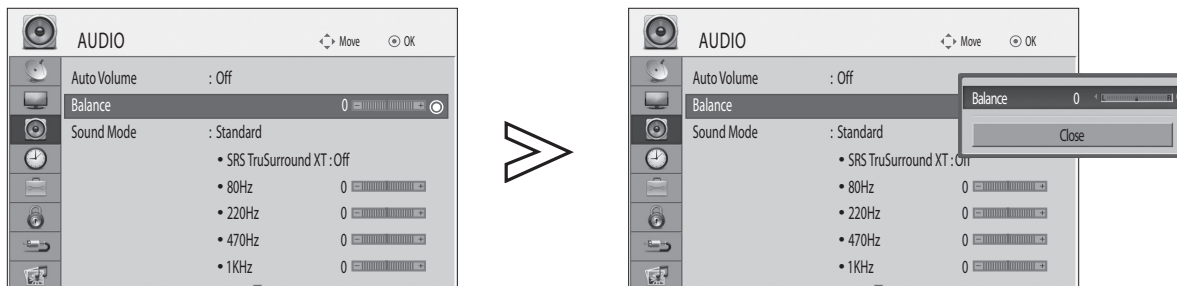 AUDIO Move OK
Auto Volume : Off
Balance 0 - +
Sound Mode : Standard
• SRS TruSurround XT : Off
• 80Hz 0 - +
• 220Hz 0 - +
• 470Hz 0 - +
• 1KHz 0 - +
AUDIO Move OK
Auto Volume : Off
Balance
Balance 0 L R
Close
Sound Mode : Standard
• SRS TruSurround XT : Off
• 80Hz 0 - +
• 220Hz 0 - +
• 470Hz 0 - +
• 1KHz 0 - +